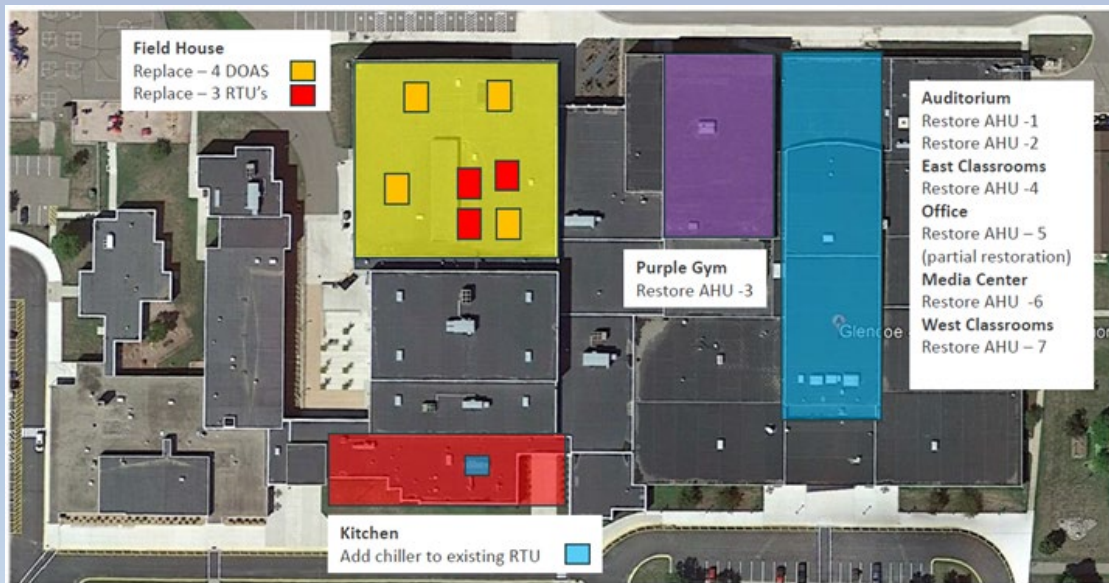 Field House
Replace – 4 DOAS
Replace – 3 RTU's
Auditorium
Restore AHU -1
Restore AHU -2
East Classrooms
Restore AHU -4
Office
Restore AHU – 5
(partial restoration)
Media Center
Restore AHU -6
West Classrooms
Restore AHU – 7
Purple Gym
Restore AHU -3
Glencoe
Kitchen
Add chiller to existing RTU